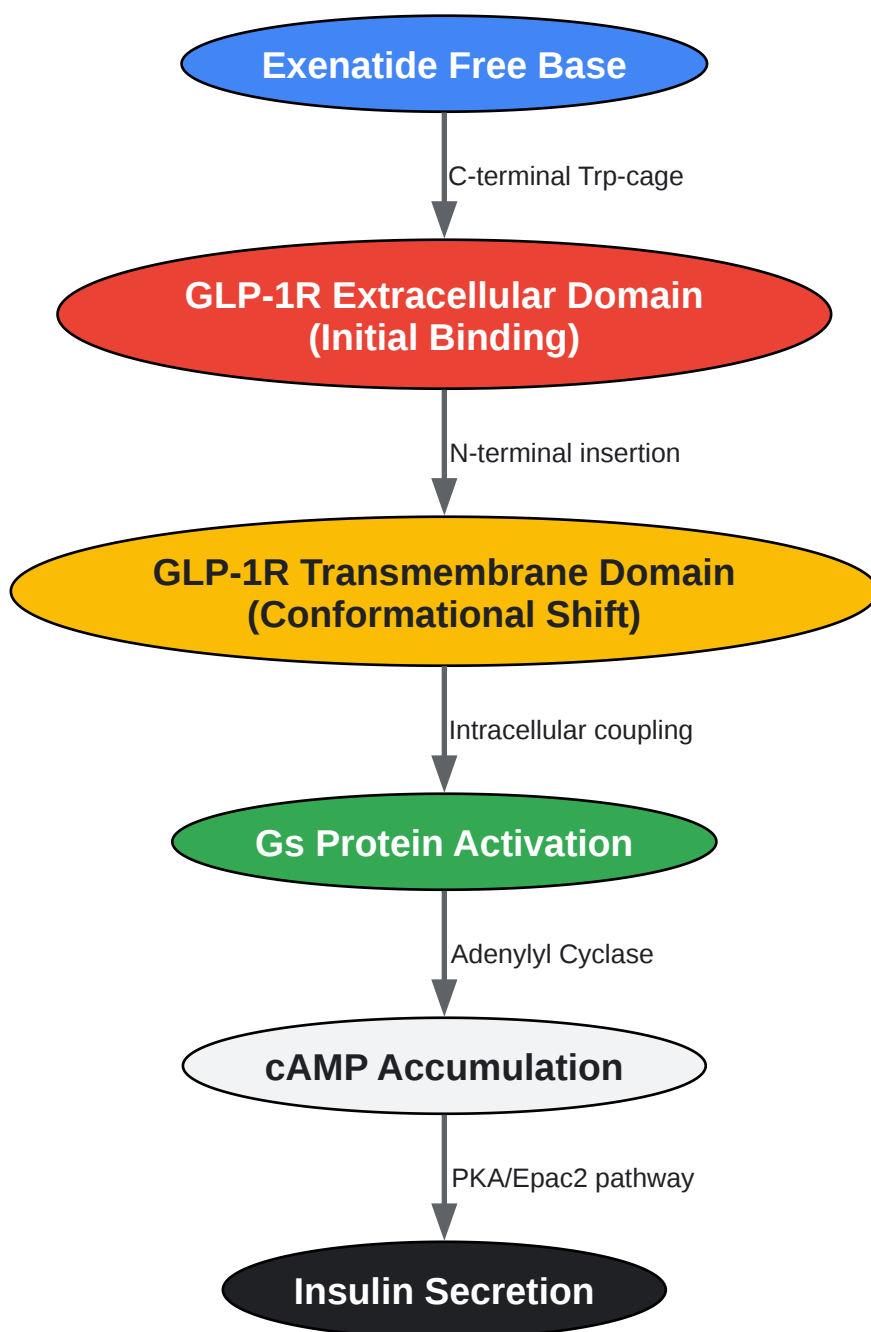 Exenatide Free Base
C-terminal Trp-cage
GLP-1R Extracellular Domain
(Initial Binding)
N-terminal insertion
GLP-1R Transmembrane Domain
(Conformational Shift)
Intracellular coupling
Gs Protein Activation
Adenylyl Cyclase
cAMP Accumulation
PKA/Epac2 pathway
Insulin Secretion